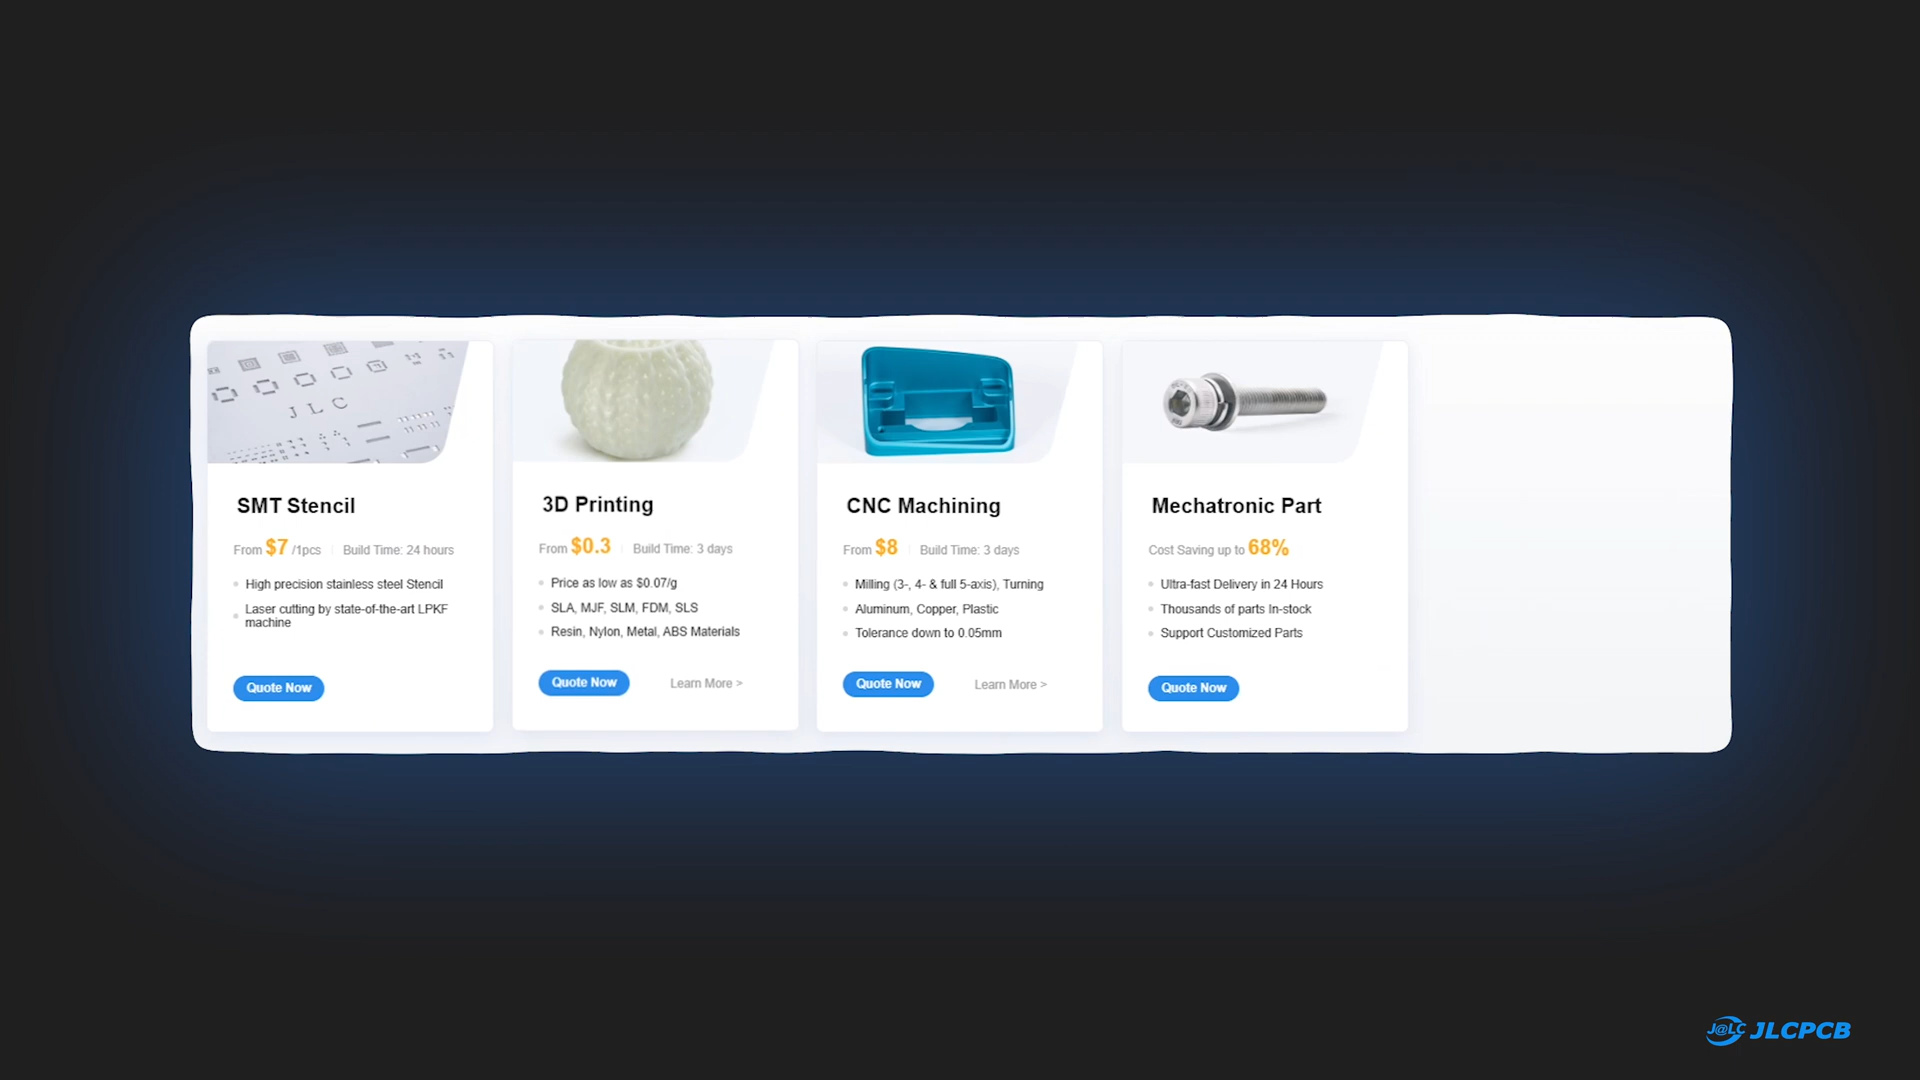 JLC
SMT Stencil
From $7 /1pcs
Build Time: 24 hours
High precision stainless steel Stencil
Laser cutting by state-of-the-art LPKF
machine
Quote Now
3D Printing
From $0.3
Build Time: 3 days
Price as low as $0.07/g
SLA, MJF, SLM, FDM, SLS
Resin, Nylon, Metal, ABS Materials
Quote Now
Learn More >
CNC Machining
From $8
Build Time: 3 days
Milling (3-, 4- & full 5-axis), Turning
Aluminum, Copper, Plastic
Tolerance down to 0.05mm
Quote Now
Learn More >
Mechatronic Part
Cost Saving up to 68%
Ultra-fast Delivery in 24 Hours
Thousands of parts In-stock
Support Customized Parts
Quote Now
J@LC JLCPCB